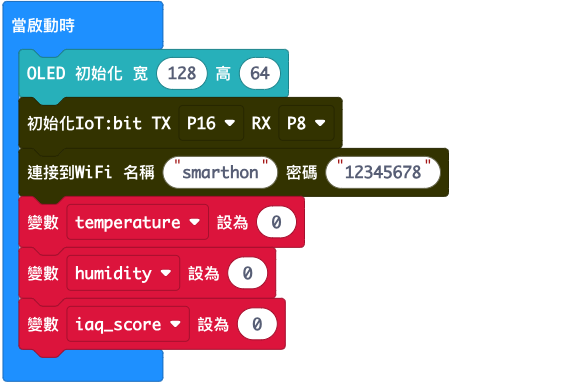 當啟動時
OLED 初始化 宽 128 高 64
初始化IoT:bit TX P16 RX P8
連接到WiFi 名稱 "smarthon" 密碼 "12345678"
變數 temperature 設為 0
變數 humidity 設為 0
變數 iaq_score 設為 0